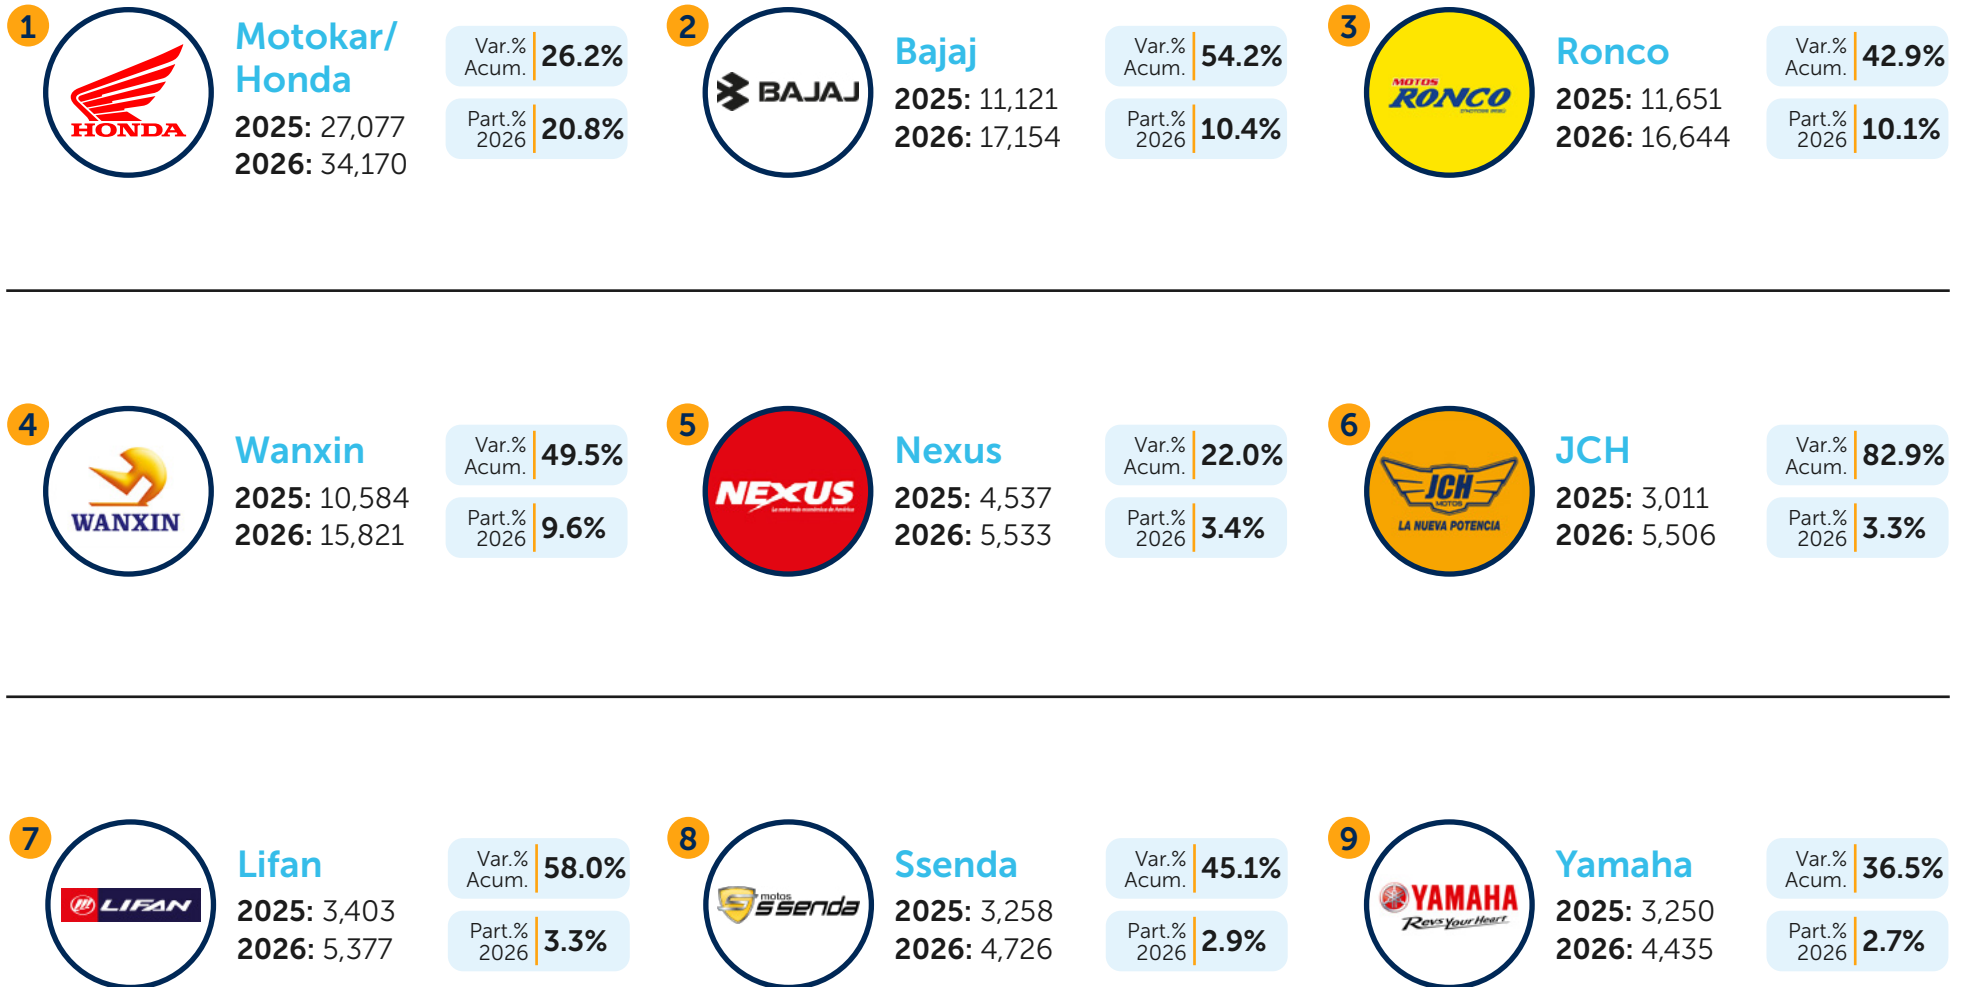 1
HONDA
Motokar/
Honda
2025: 27,077
2026: 34,170
Var.%
Acum.
26.2%
Part.%
2026
20.8%
2
BAJAJ
Bajaj
2025: 11,121
2026: 17,154
Var.%
Acum.
54.2%
Part.%
2026
10.4%
3
MOTOS
RONCO
Ronco
2025: 11,651
2026: 16,644
Var.%
Acum.
42.9%
Part.%
2026
10.1%
4
WANXIN
Wanxin
2025: 10,584
2026: 15,821
Var.%
Acum.
49.5%
Part.%
2026
9.6%
5
NEXUS
La moto más económica de América
Nexus
2025: 4,537
2026: 5,533
Var.%
Acum.
22.0%
Part.%
2026
3.4%
6
JCH
MOTOS
LA NUEVA POTENCIA
JCH
2025: 3,011
2026: 5,506
Var.%
Acum.
82.9%
Part.%
2026
3.3%
7
LIFAN
Lifan
2025: 3,403
2026: 5,377
Var.%
Acum.
58.0%
Part.%
2026
3.3%
8
motos
ssenda
Ssenda
2025: 3,258
2026: 4,726
Var.%
Acum.
45.1%
Part.%
2026
2.9%
9
YAMAHA
Revs Your Heart
Yamaha
2025: 3,250
2026: 4,435
Var.%
Acum.
36.5%
Part.%
2026
2.7%